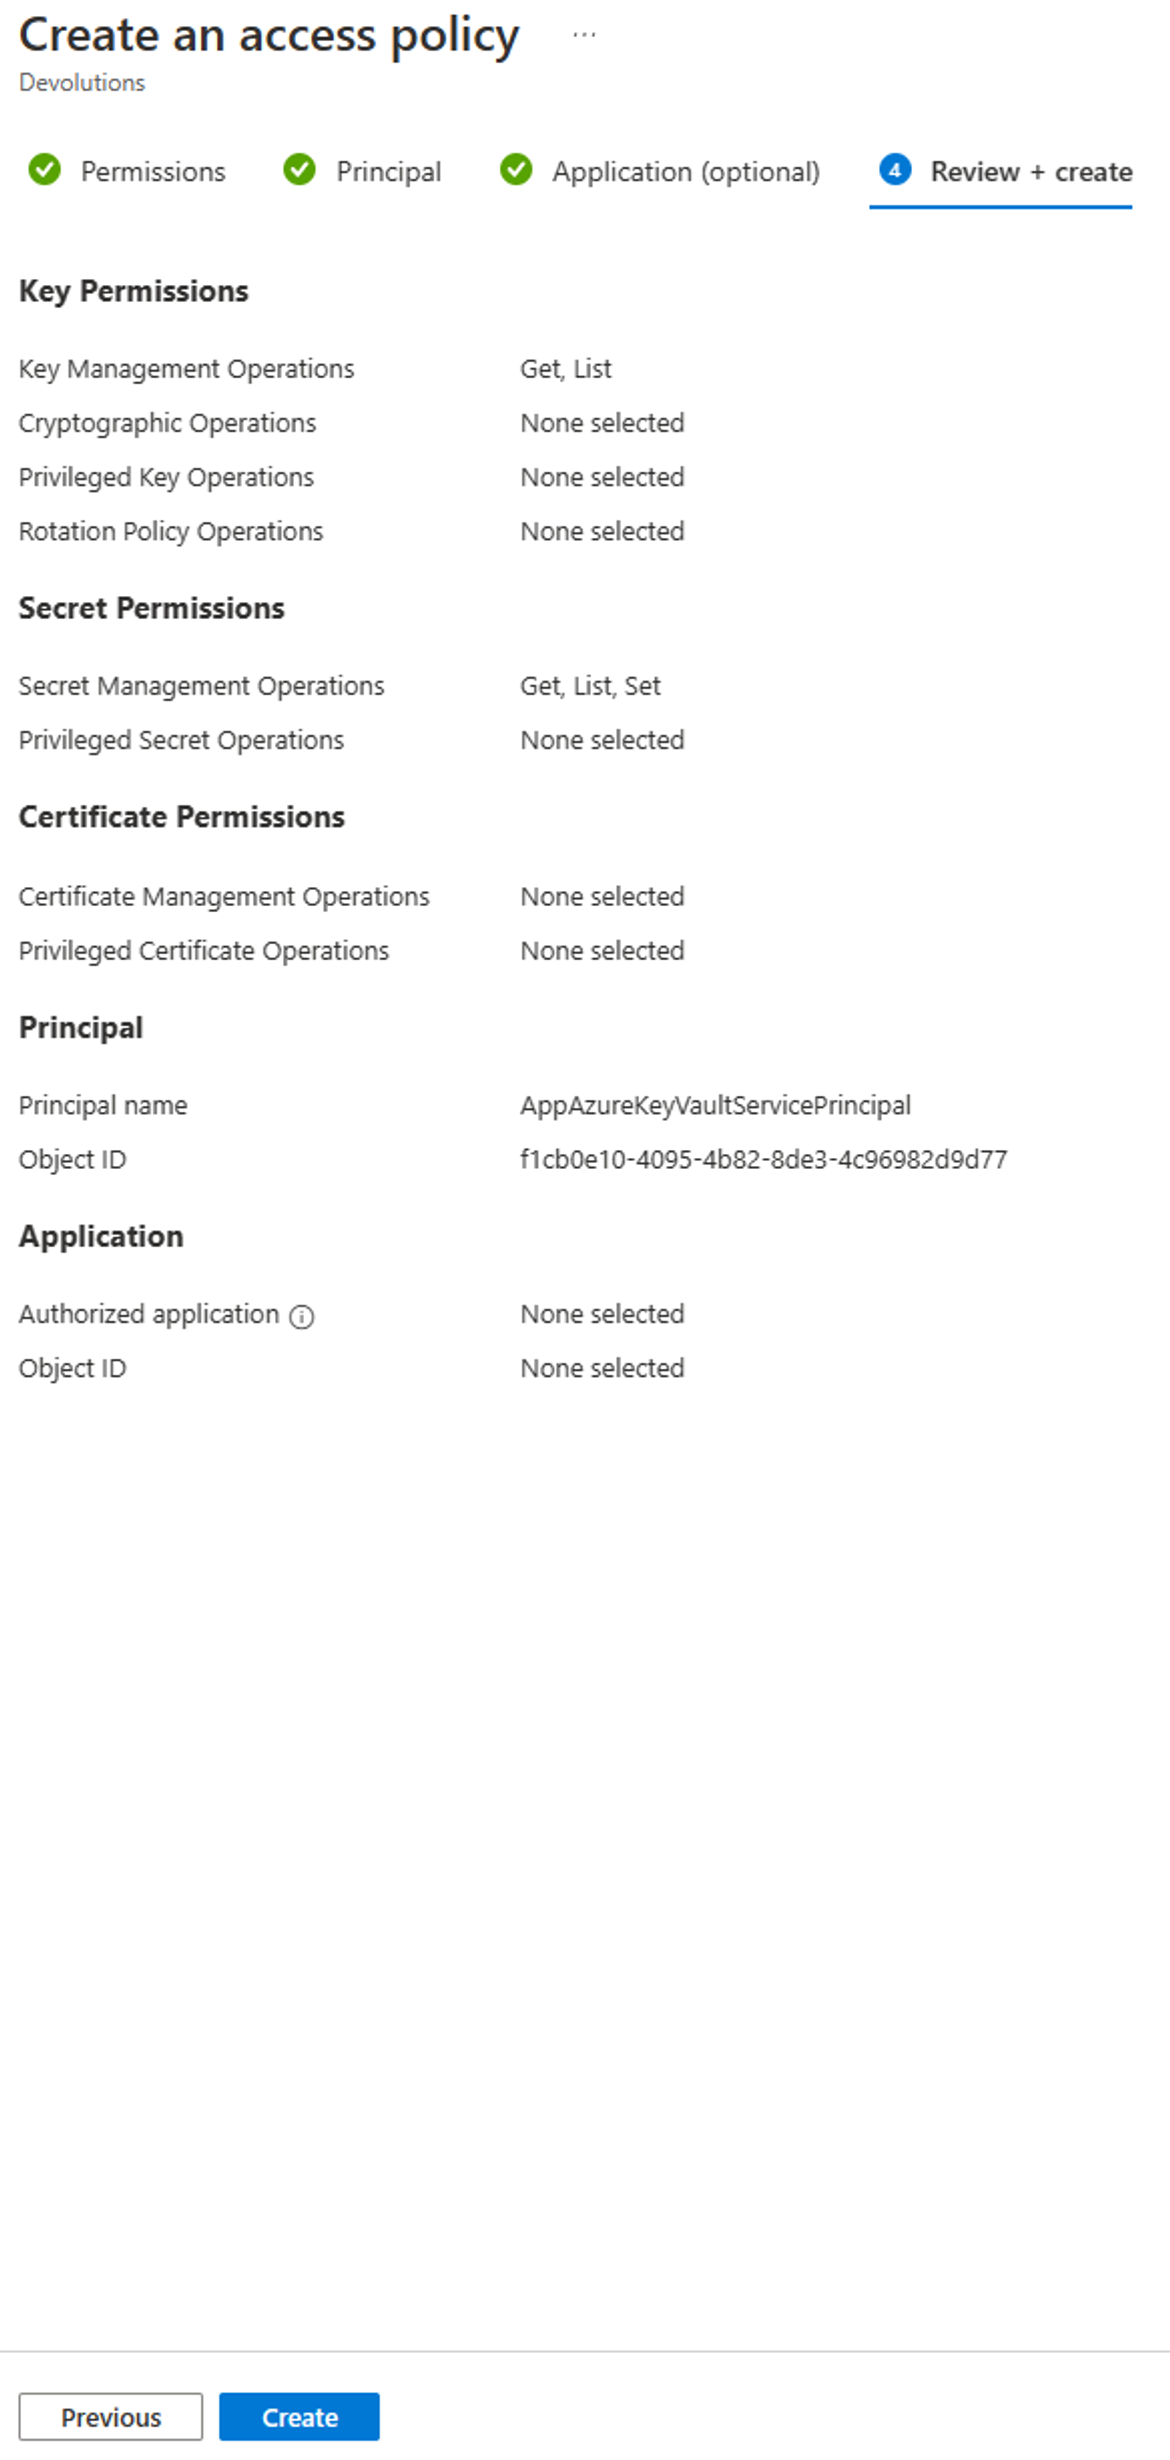 Create an access policy ...
Devolutions
Permissions Principal Application (optional) 4 Review + create
Key Permissions
Key Management Operations Get, List
Cryptographic Operations None selected
Privileged Key Operations None selected
Rotation Policy Operations None selected
Secret Permissions
Secret Management Operations Get, List, Set
Privileged Secret Operations None selected
Certificate Permissions
Certificate Management Operations None selected
Privileged Certificate Operations None selected
Principal
Principal name AppAzureKeyVaultServicePrincipal
Object ID f1cb0e10-4095-4b82-8de3-4c96982d9d77
Application
Authorized application None selected
Object ID None selected
Previous Create